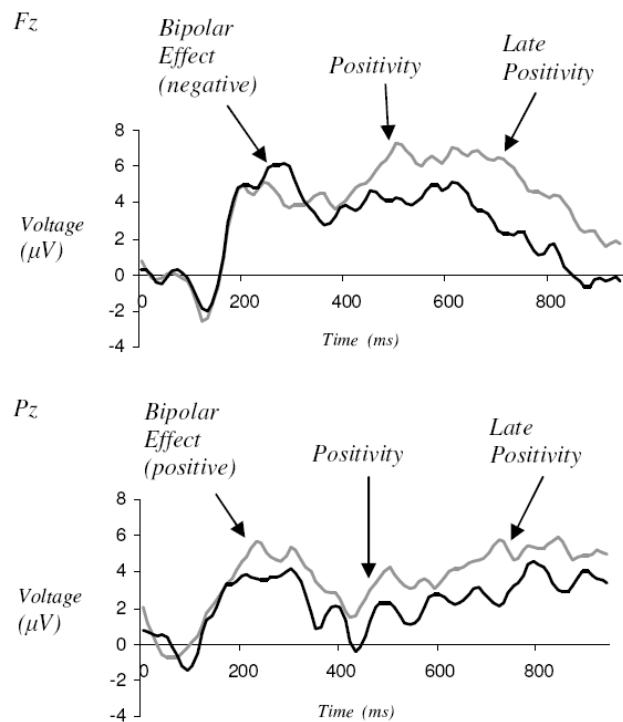 Fz
Bipolar
Effect
(negative)
Positivity
Late
Positivity
8
6
4
2
0
-2
-4
Voltage
(μV)
0 200 400 600 800
Time (ms)
Pz
Bipolar
Effect
(positive)
Positivity
Late
Positivity
8
6
4
2
0
-2
-4
Voltage
(μV)
0 200 400 600 800
Time (ms)